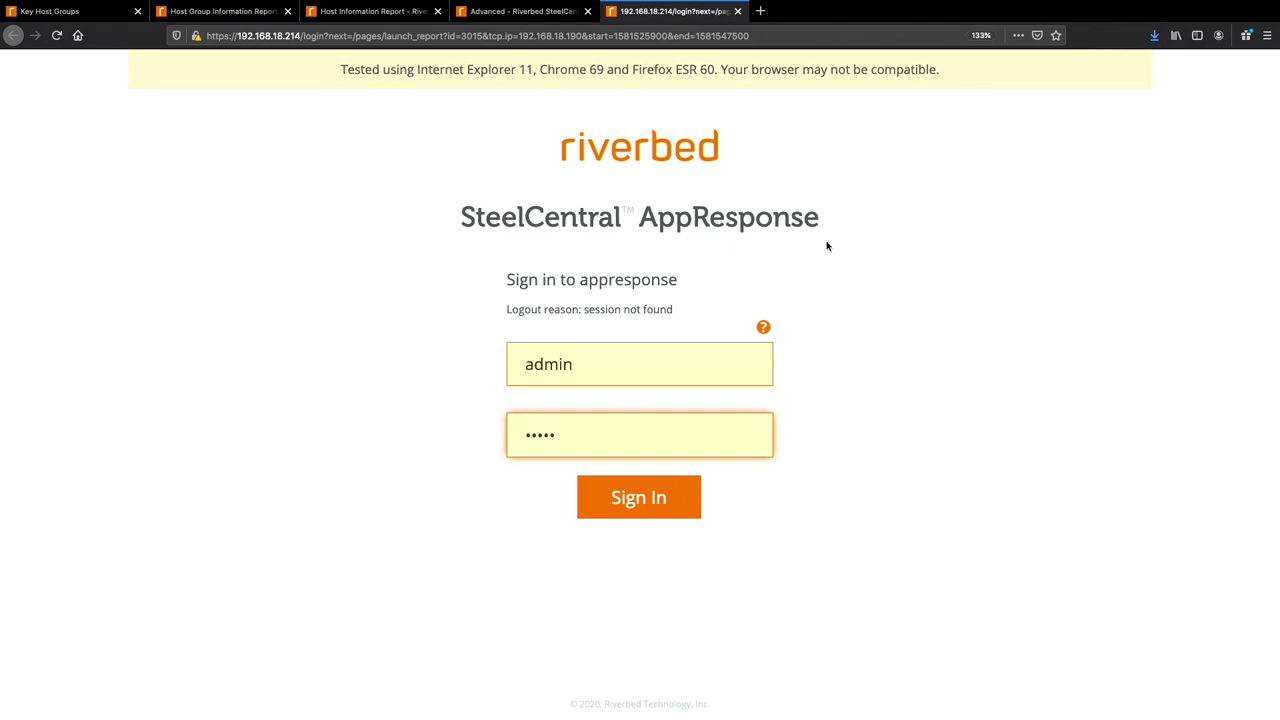 Key Host Groups
Host Group Information Report
Host Information Report - Rive
Advanced - Riverbed SteelCent
192.168.18.214/login?next=/pag
https://192.168.18.214/login?next=/pages/launch_report?id=3015&tcp.ip=192.168.18.190&start=1581525900&end=1581547500
133%
Tested using Internet Explorer 11, Chrome 69 and Firefox ESR 60. Your browser may not be compatible.
riverbed
SteelCentral™ AppResponse
Sign in to appresponse
Logout reason: session not found
?
admin
•••••
Sign In
© 2020, Riverbed Technology, Inc.